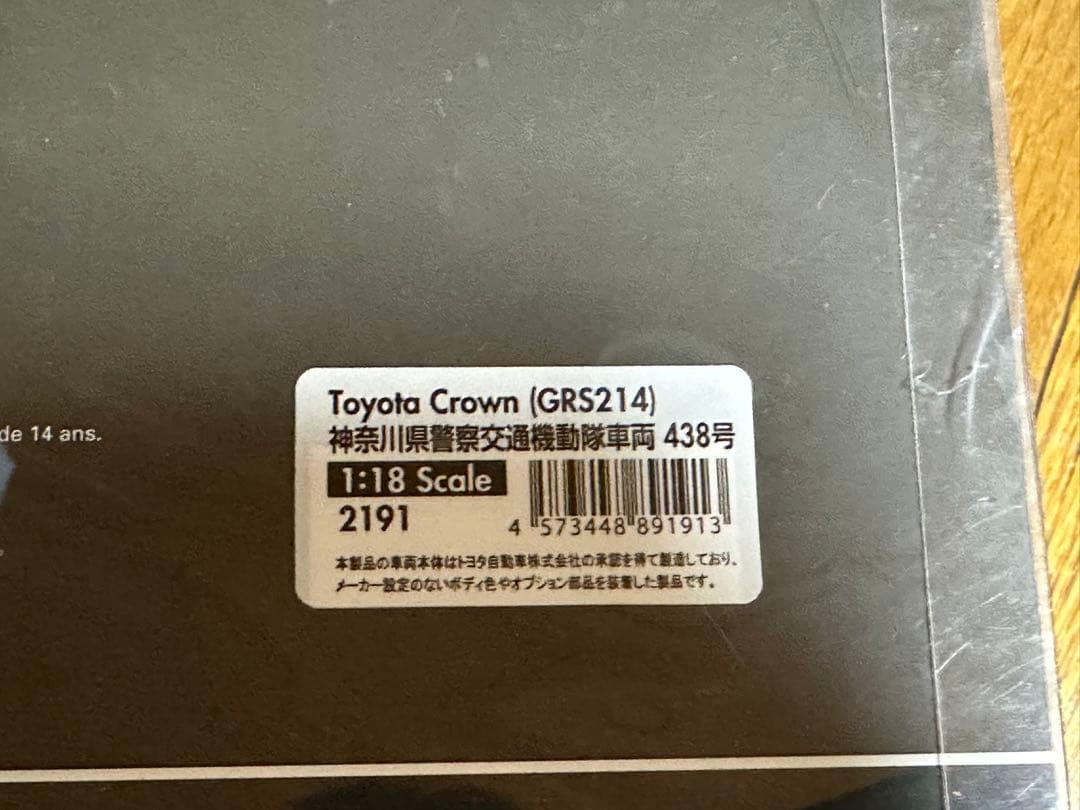 de 14 ans.
Toyota Crown (GRS214)
神奈川県警察交通機動隊車両 438号
1:18 Scale
2191
4 573448 891913
本製品の車両本体はトヨタ自動車株式会社の承認を得て製造しており、
メーカー設定のないボディ色やオプション部品を装着した製品です。